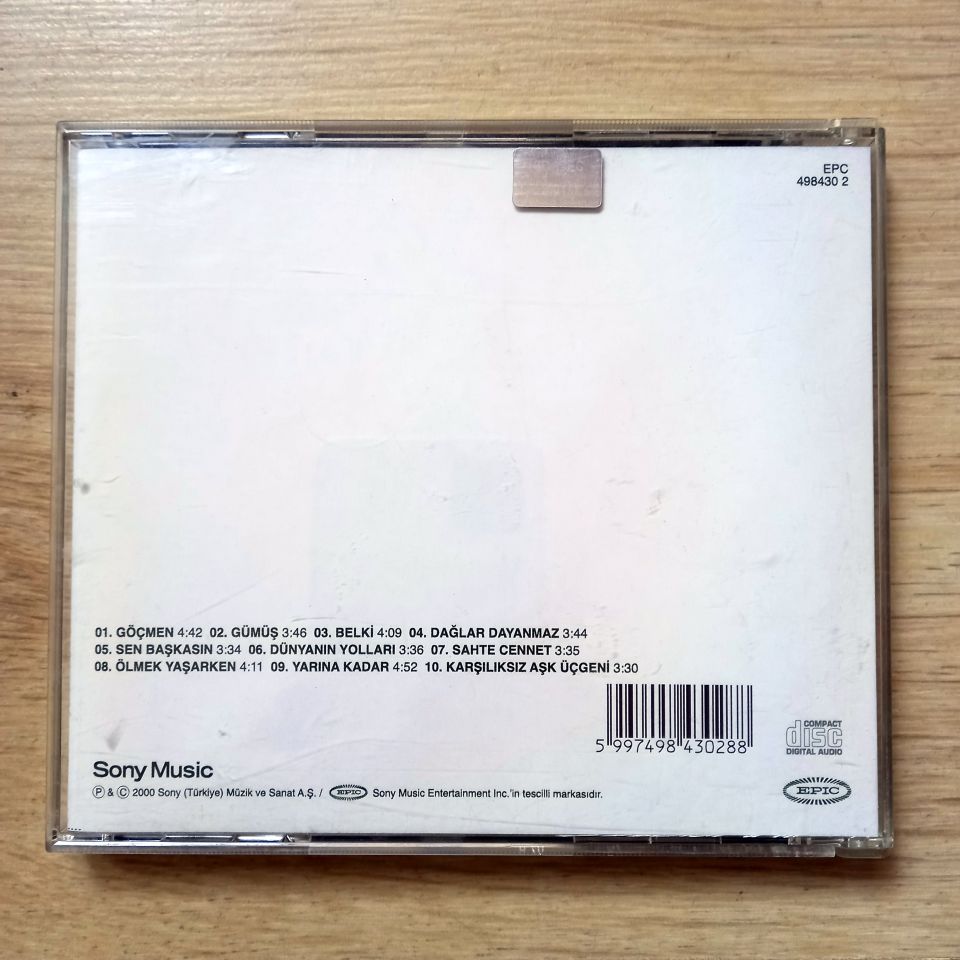 EPC
498430 2
01. GÖÇMEN 4:42 02. GÜMÜŞ 3:46 03. BELKİ 4:09 04. DAĞLAR DAYANMAZ 3:44
05. SEN BAŞKASIN 3:34 06. DÜNYANIN YOLLARI 3:36 07. SAHTE CENNET 3:35
08. ÖLMEK YAŞARKEN 4:11 09. YARINA KADAR 4:52 10. KARŞILIKSIZ AŞK ÜÇGENİ 3:30
5 997498 430288
COMPACT
disc
DIGITAL AUDIO
Sony Music
Ⓟ & Ⓒ 2000 Sony (Türkiye) Müzik ve Sanat A.Ş. / EPIC Sony Music Entertainment Inc.'in tescilli markasıdır.
EPIC